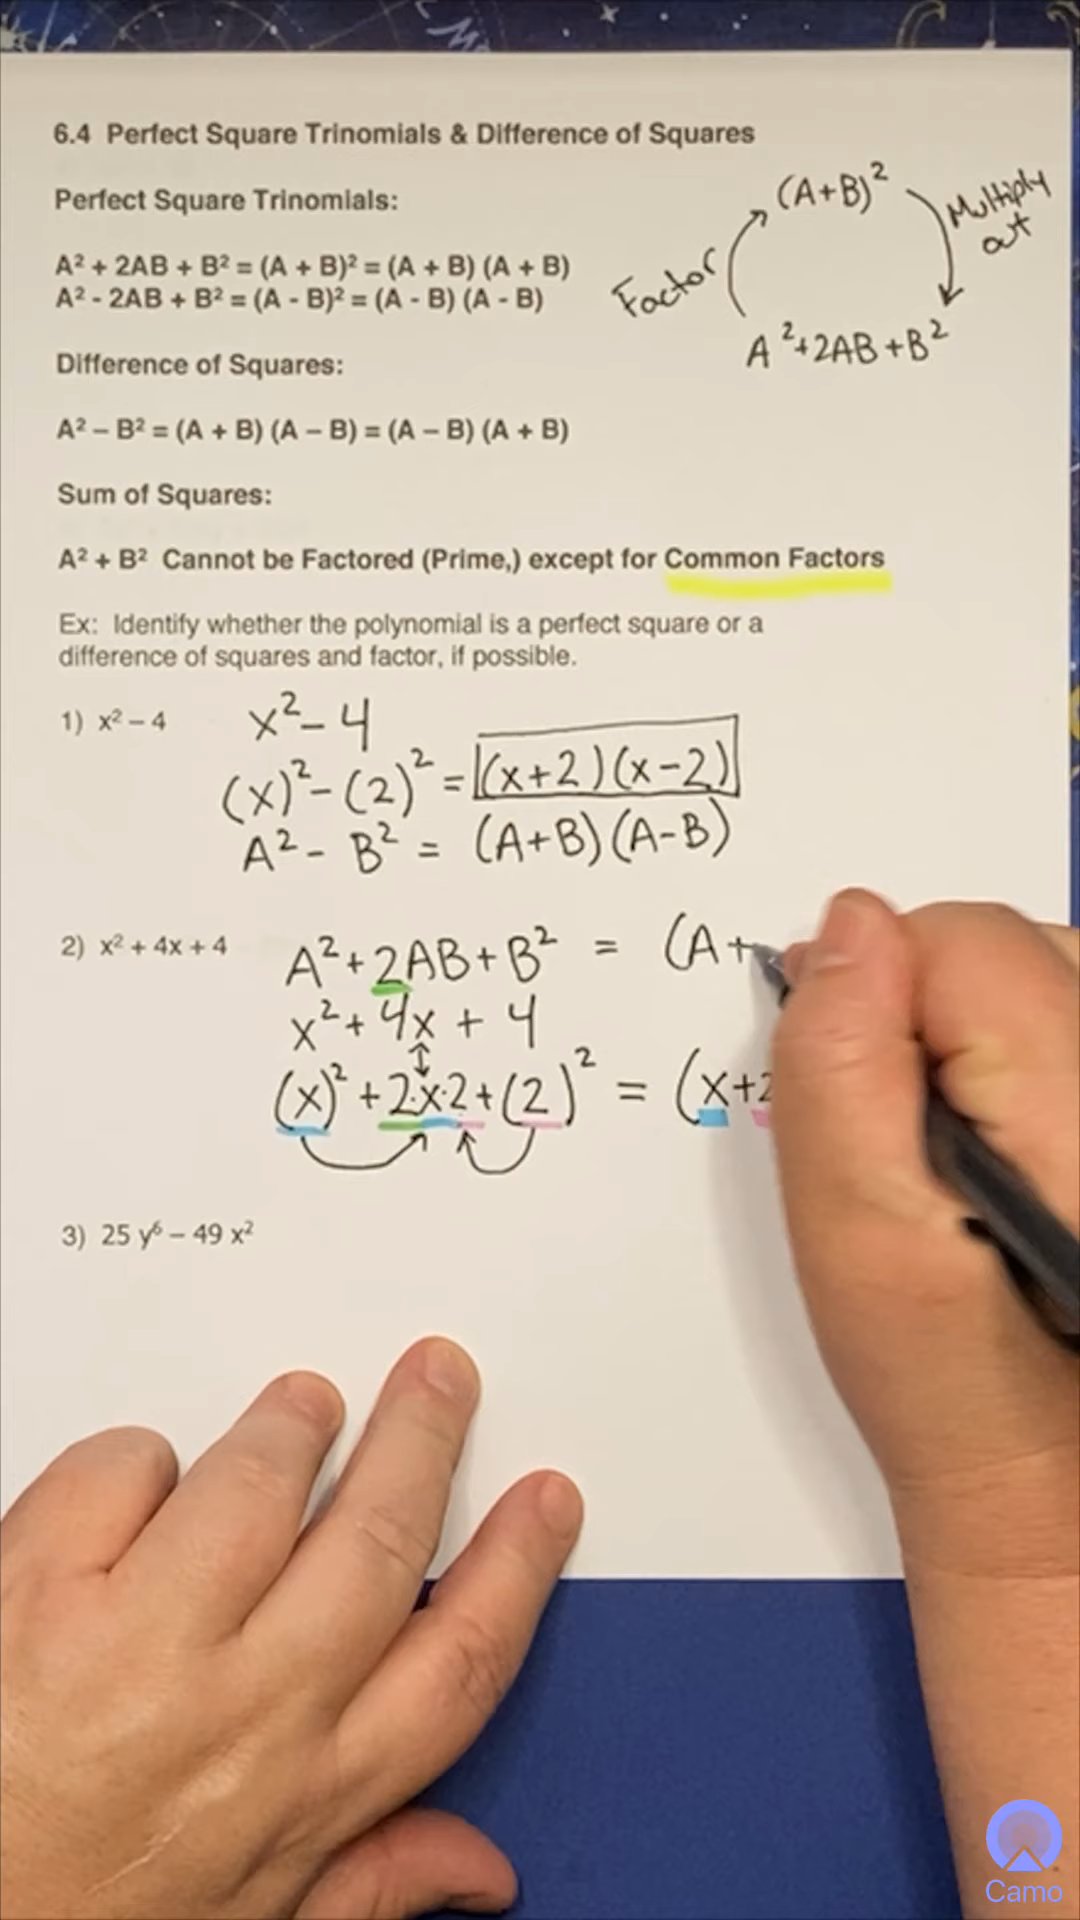 6.4 Perfect Square Trinomials & Difference of Squares
Perfect Square Trinomials:
(A+B)²
Multiply
out
Factor
A² + 2AB + B² = (A + B)² = (A + B) (A + B)
A² - 2AB + B² = (A - B)² = (A - B) (A - B)
A²+2AB+B²
Difference of Squares:
A² – B² = (A + B) (A – B) = (A – B) (A + B)
Sum of Squares:
A² + B² Cannot be Factored (Prime,) except for Common Factors
Ex: Identify whether the polynomial is a perfect square or a
difference of squares and factor, if possible.
1) x² – 4
x²-4
(x)²-(2)² = (x+2)(x-2)
A²- B² = (A+B)(A-B)
2) x² + 4x + 4
A²+2AB+B² = (A+
x²+4x+4
(x)²+2·x·2+(2)² = (x+2
3) 25 y⁶ – 49 x²
Camo